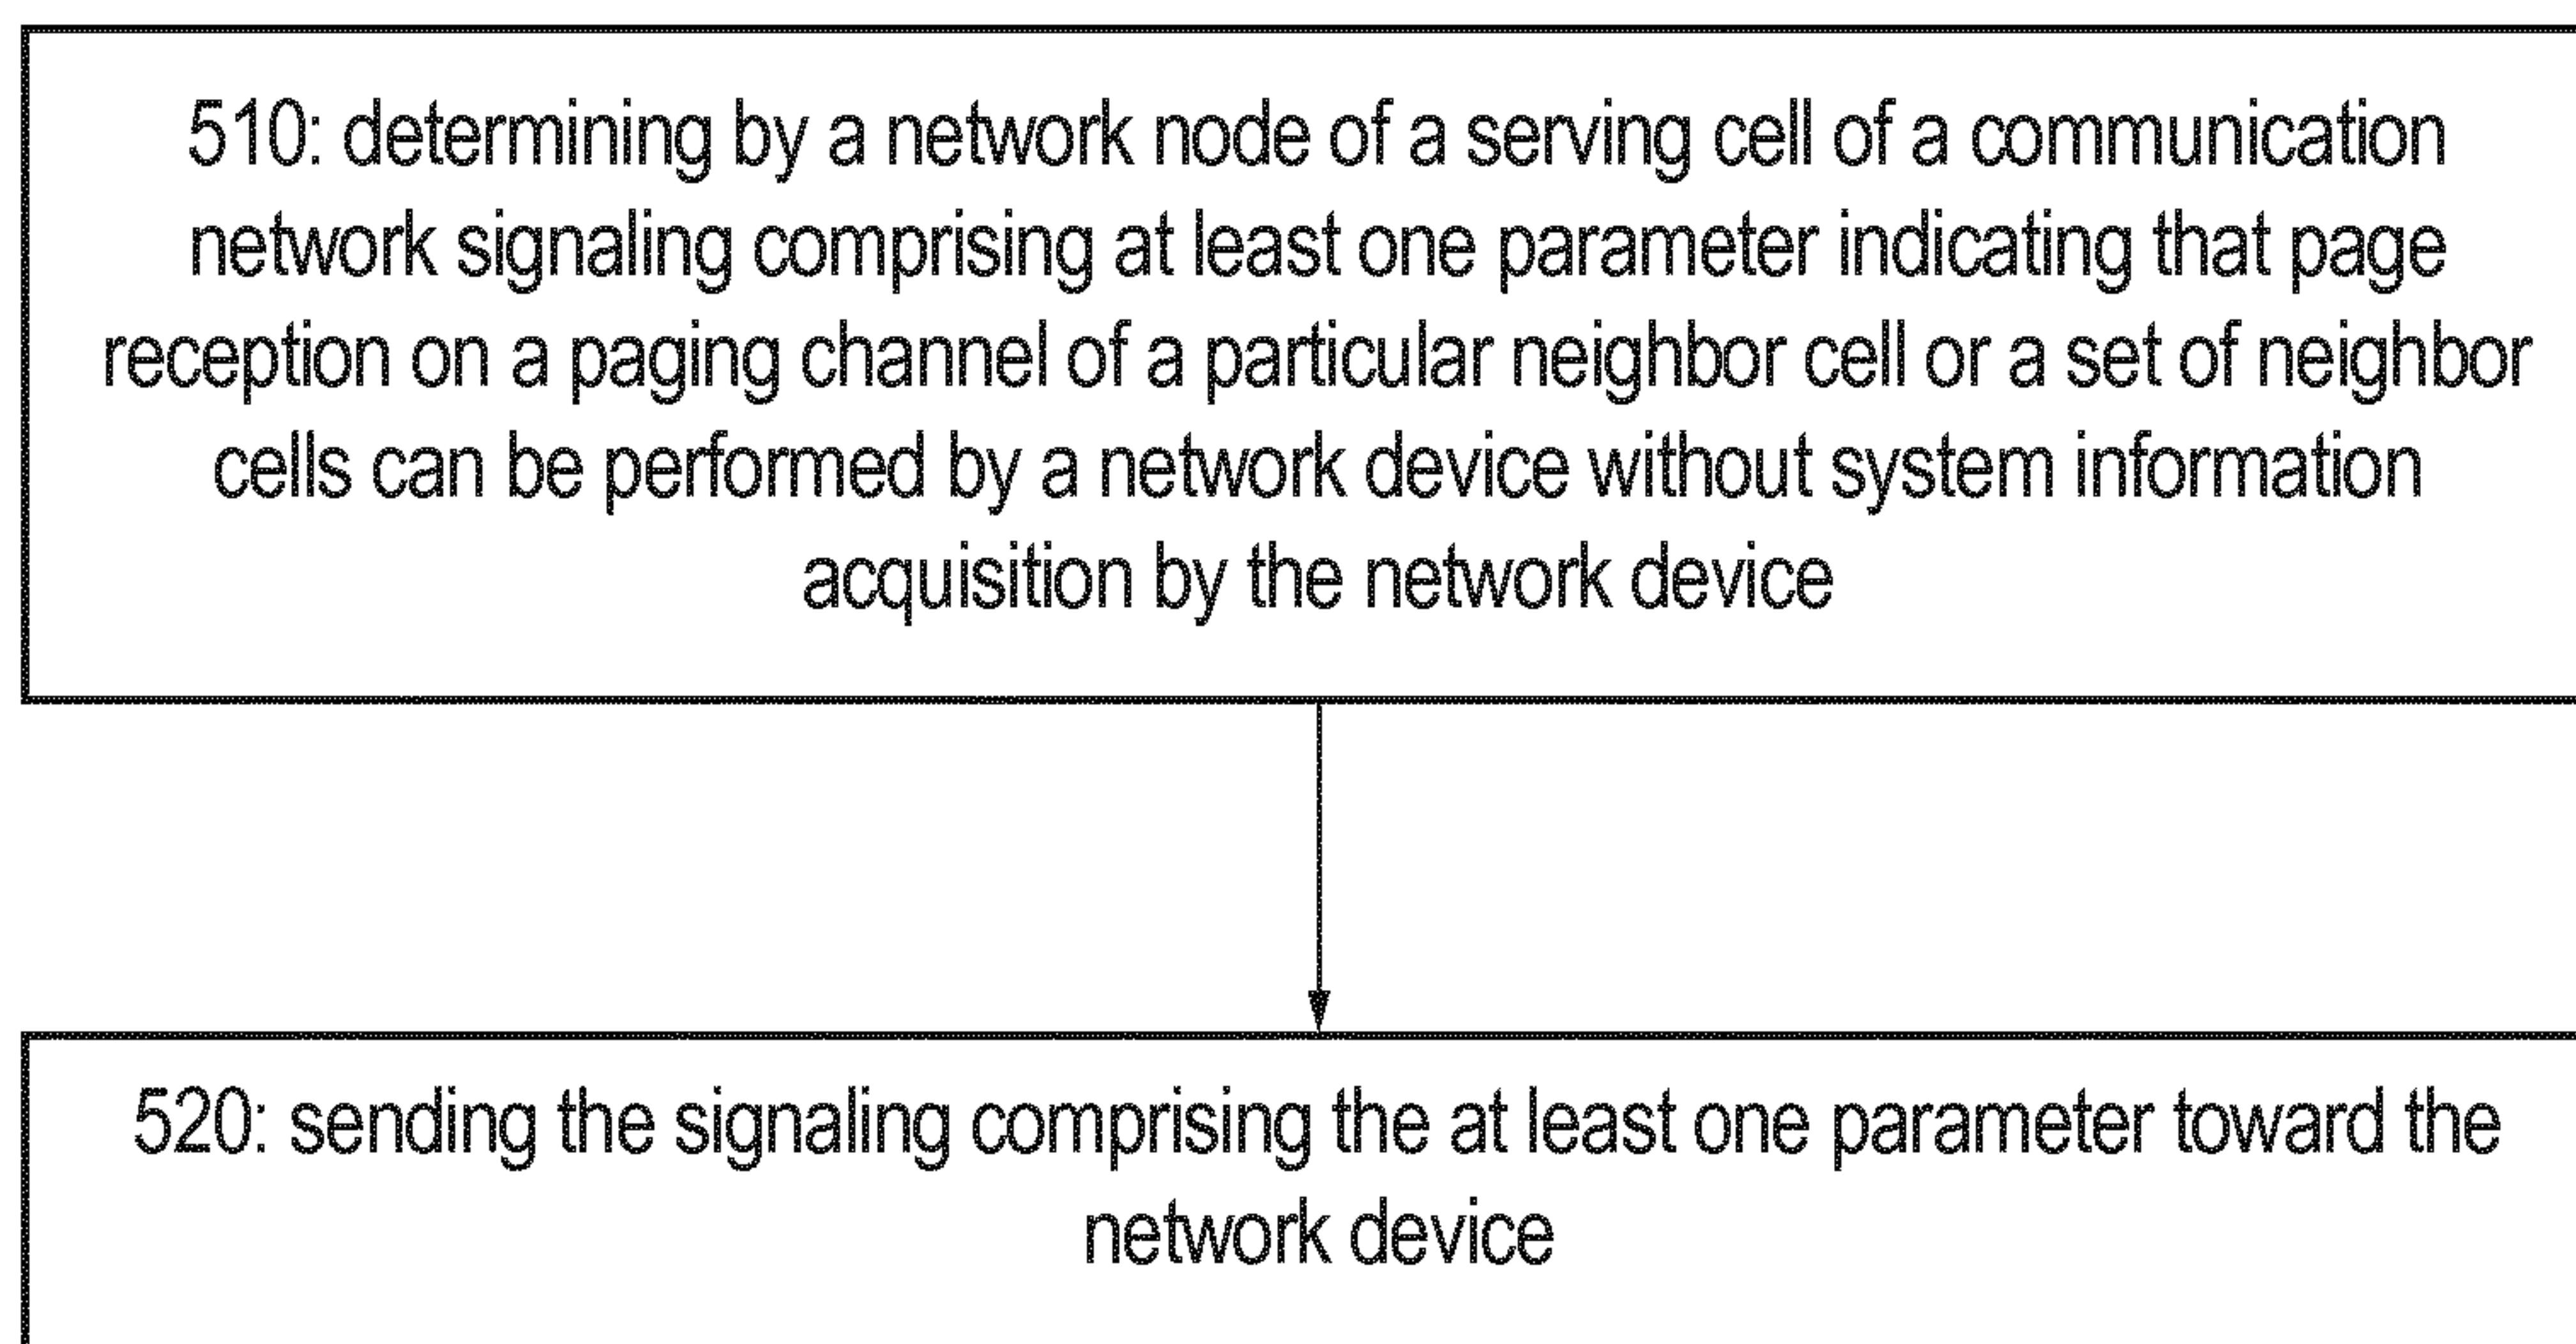 510: determining by a network node of a serving cell of a communication
network signaling comprising at least one parameter indicating that page
reception on a paging channel of a particular neighbor cell or a set of neighbor
cells can be performed by a network device without system information
acquisition by the network device
520: sending the signaling comprising the at least one parameter toward the
network device